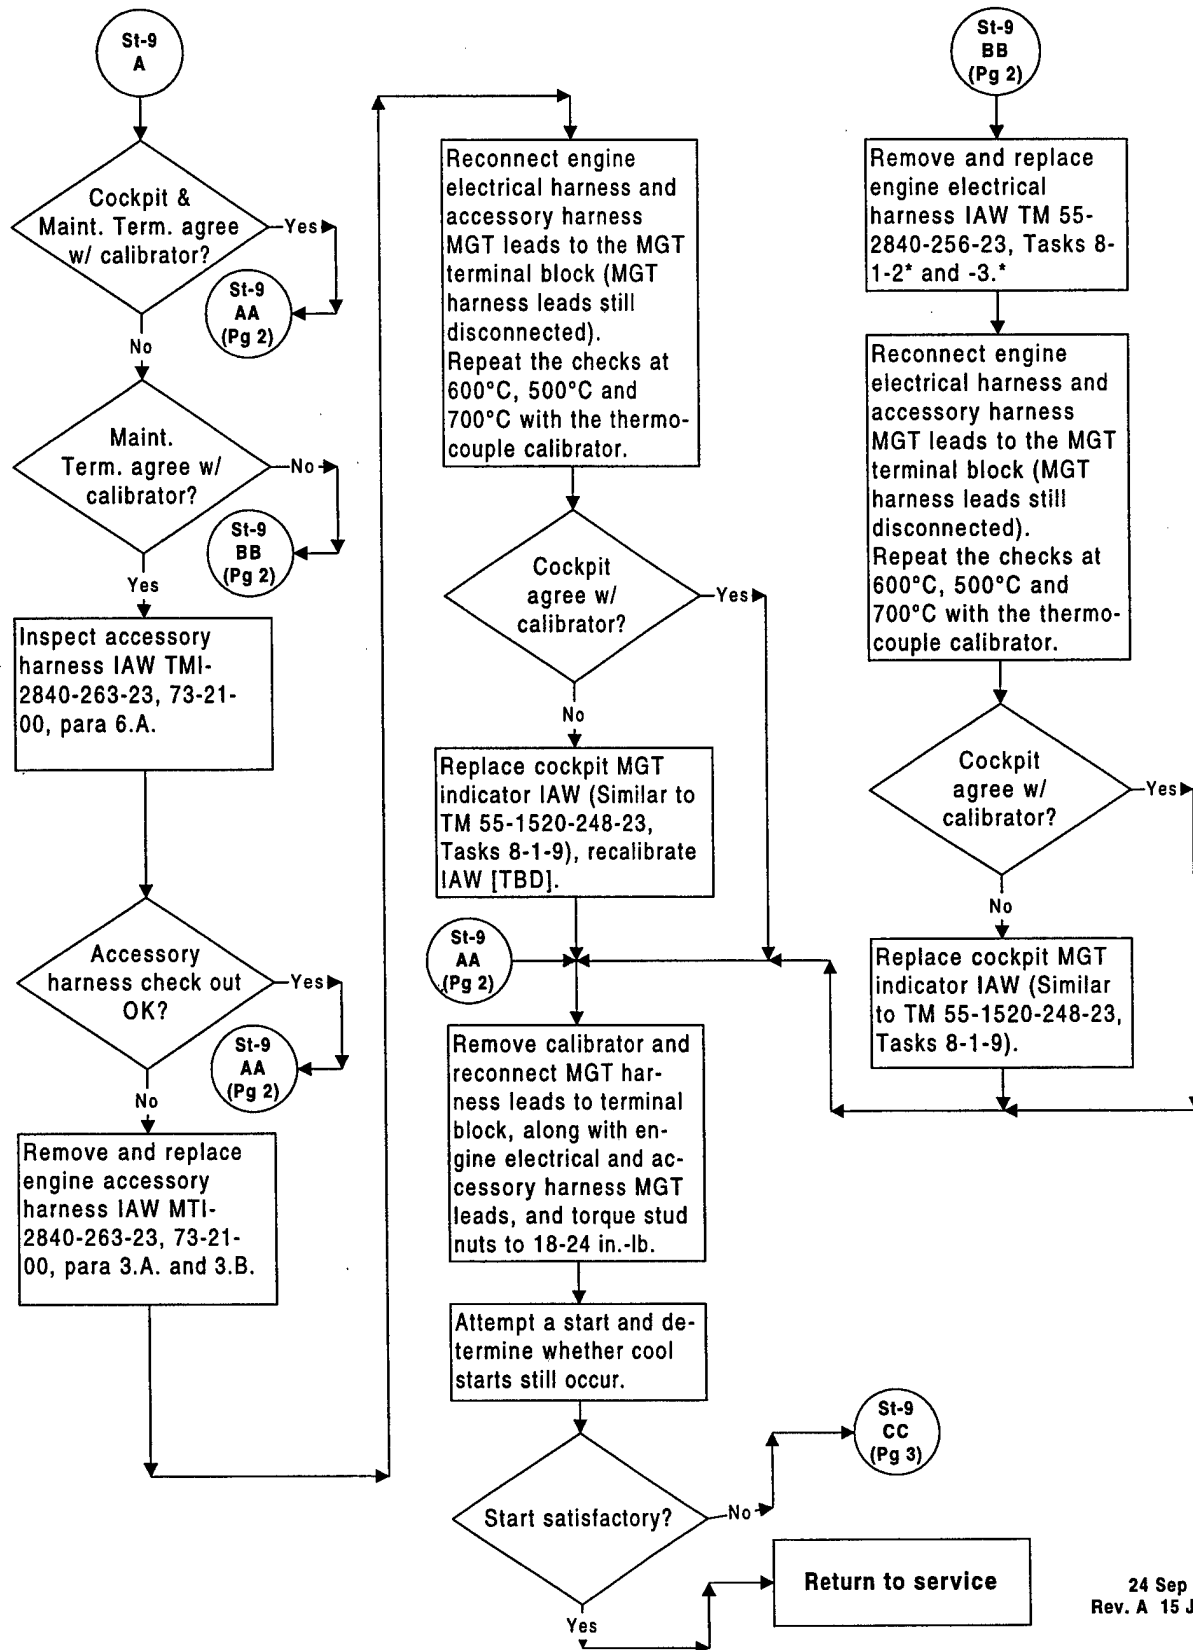 St-9
A
Cockpit &
Maint. Term. agree
w/ calibrator?
Yes
St-9
AA
(Pg 2)
No
Maint.
Term. agree w/
calibrator?
No
St-9
BB
(Pg 2)
Yes
Inspect accessory
harness IAW TMI-
2840-263-23, 73-21-
00, para 6.A.
Accessory
harness check out
OK?
Yes
St-9
AA
(Pg 2)
No
Remove and replace
engine accessory
harness IAW MTI-
2840-263-23, 73-21-
00, para 3.A. and 3.B.
Reconnect engine
electrical harness and
accessory harness
MGT leads to the MGT
terminal block (MGT
harness leads still
disconnected).
Repeat the checks at
600°C, 500°C and
700°C with the thermo-
couple calibrator.
Cockpit
agree w/
calibrator?
Yes
No
Replace cockpit MGT
indicator IAW (Similar to
TM 55-1520-248-23,
Tasks 8-1-9), recalibrate
IAW [TBD].
St-9
AA
(Pg 2)
Remove calibrator and
reconnect MGT har-
ness leads to terminal
block, along with en-
gine electrical and ac-
cessory harness MGT
leads, and torque stud
nuts to 18-24 in.-lb.
Attempt a start and de-
termine whether cool
starts still occur.
Start satisfactory?
No
St-9
CC
(Pg 3)
Yes
Return to service
St-9
BB
(Pg 2)
Remove and replace
engine electrical
harness IAW TM 55-
2840-256-23, Tasks 8-
1-2* and -3.*
Reconnect engine
electrical harness and
accessory harness
MGT leads to the MGT
terminal block (MGT
harness leads still
disconnected).
Repeat the checks at
600°C, 500°C and
700°C with the thermo-
couple calibrator.
Cockpit
agree w/
calibrator?
Yes
No
Replace cockpit MGT
indicator IAW (Similar
to TM 55-1520-248-23,
Tasks 8-1-9).
24 Sep
Rev. A 15 J